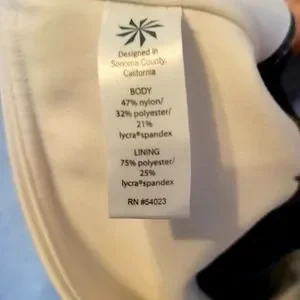 Designed in
Sonoma County,
California
BODY
47% nylon/
32% polyester/
21%
lycra®spandex
LINING
75% polyester/
25%
lycra®spandex
RN #54023